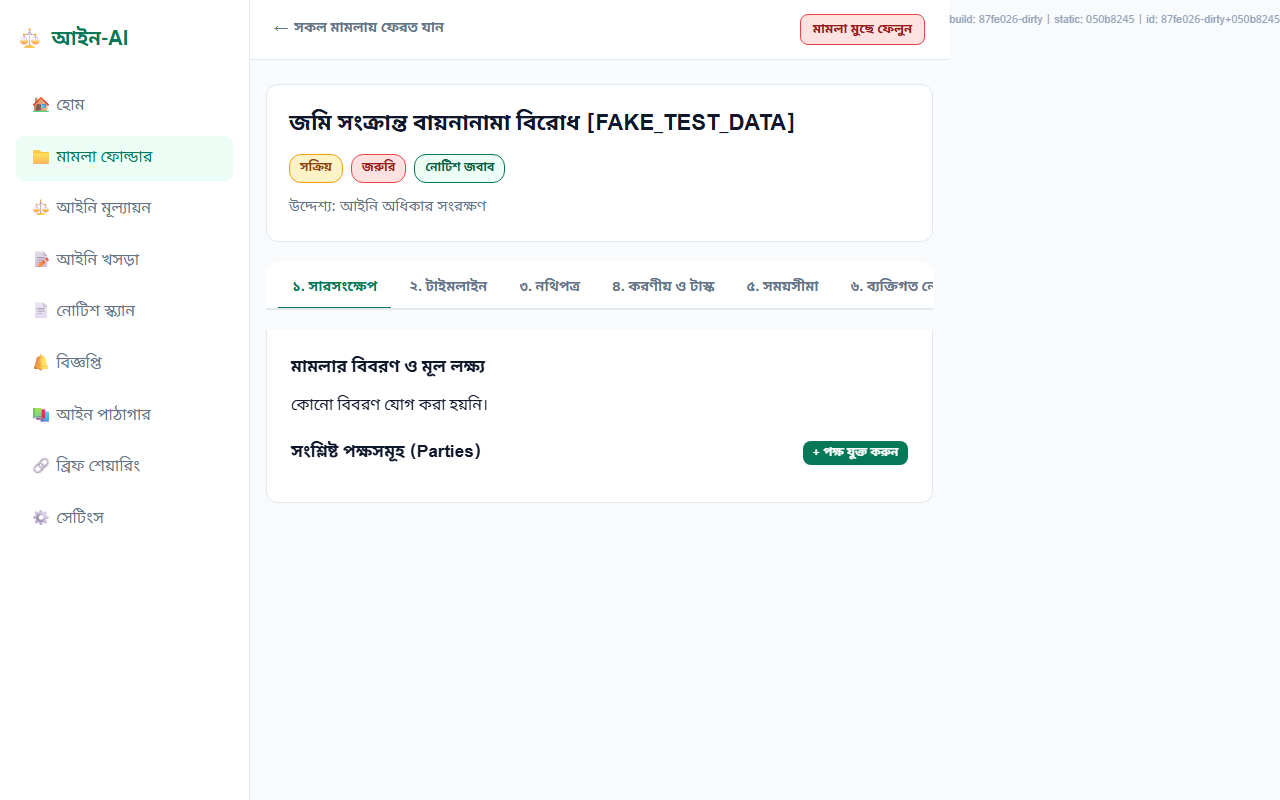 আইন-AI
হোম
মামলা ফোল্ডার
আইনি মূল্যায়ন
আইনি খসড়া
নোটিশ স্ক্যান
বিজ্ঞপ্তি
আইন পাঠাগার
ব্রিফ শেয়ারিং
সেটিংস
← সকল মামলায় ফেরত যান
মামলা মুছে ফেলুন
build: 87fe026-dirty | static: 050b8245 | id: 87fe026-dirty+050b8245
জমি সংক্রান্ত বায়নানামা বিরোধ [FAKE_TEST_DATA]
সক্রিয় জরুরি নোটিশ জবাব
উদ্দেশ্য: আইনি অধিকার সংরক্ষণ
১. সারসংক্ষেপ ২. টাইমলাইন ৩. নথিপত্র ৪. করণীয় ও টাস্ক ৫. সময়সীমা ৬. ব্যক্তিগত
মামলার বিবরণ ও মূল লক্ষ্য
কোনো বিবরণ যোগ করা হয়নি।
সংশ্লিষ্ট পক্ষসমূহ (Parties)
+ পক্ষ যুক্ত করুন